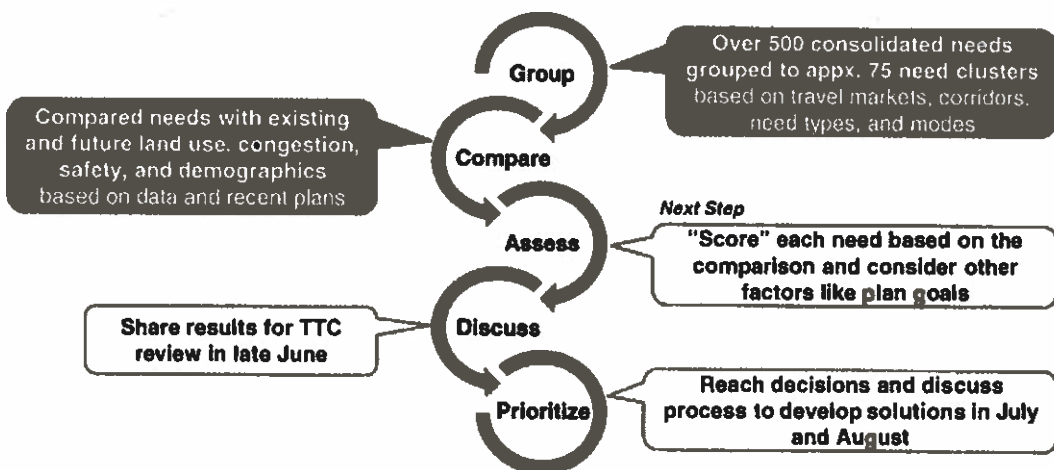 Group
Over 500 consolidated needs
grouped to appx. 75 need clusters
based on travel markets, corridors,
need types, and modes
Compared needs with existing
and future land use, congestion,
safety, and demographics
based on data and recent plans
Compare
Next Step
Assess
"Score" each need based on the
comparison and consider other
factors like plan goals
Share results for TTC
review in late June
Discuss
Prioritize
Reach decisions and discuss
process to develop solutions in July
and August